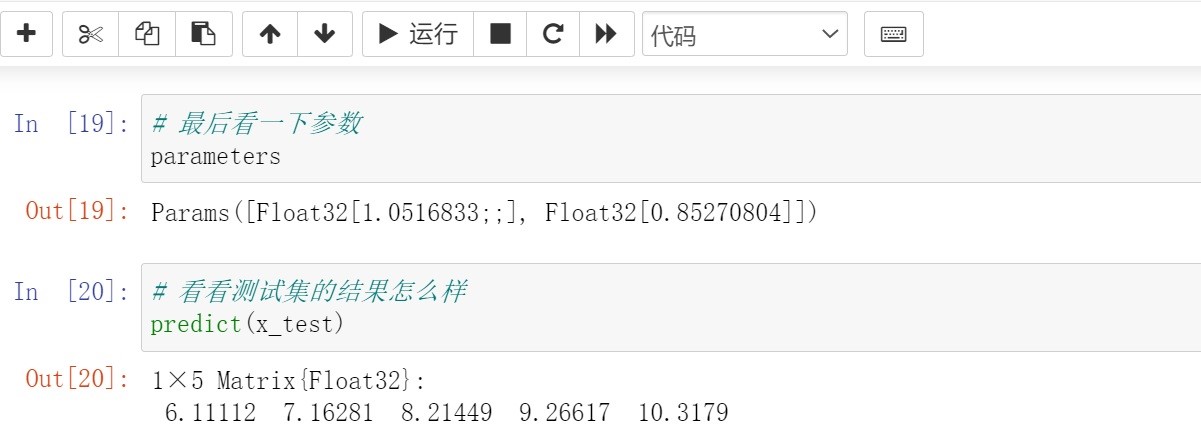 运行 代码
In [19]: # 最后看一下参数
parameters
Out[19]: Params([Float32[1.0516833;;], Float32[0.85270804]])
In [20]: # 看看测试集的结果怎么样
predict(x_test)
Out[20]: 1×5 Matrix{Float32}:
6.11112 7.16281 8.21449 9.26617 10.3179